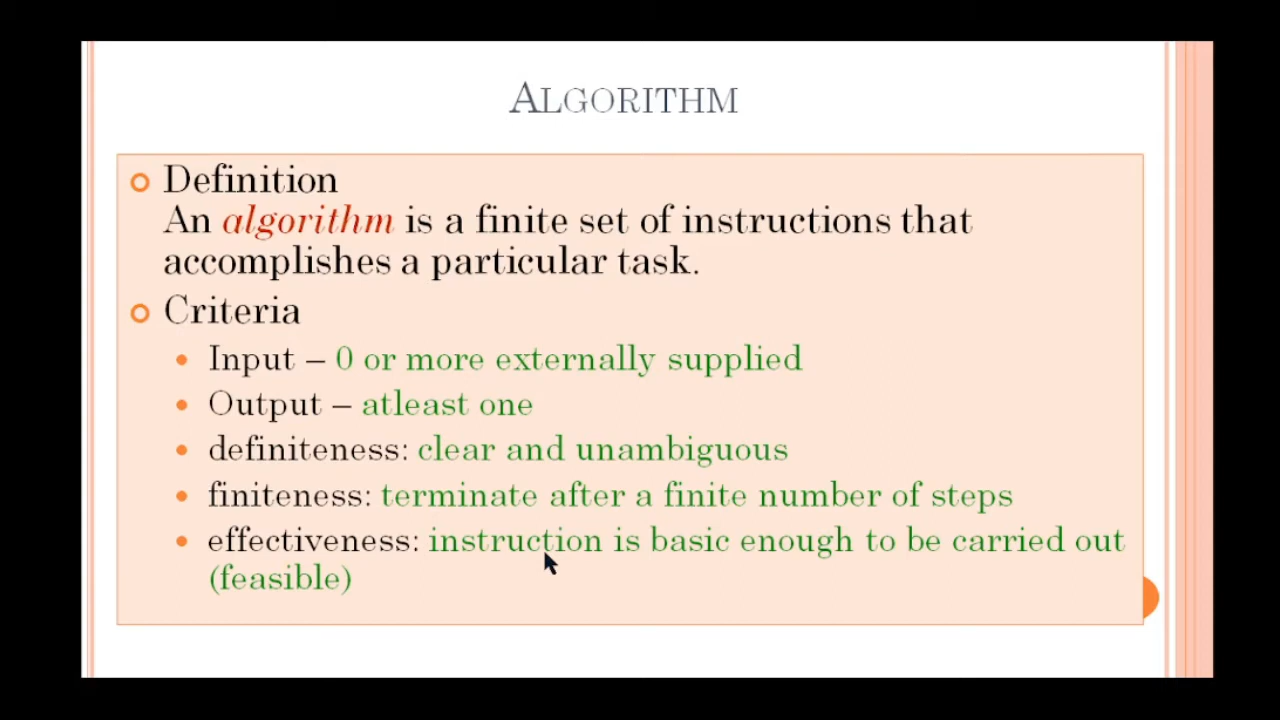 ALGORITHM
Definition
An algorithm is a finite set of instructions that
accomplishes a particular task.
Criteria
Input – 0 or more externally supplied
Output – atleast one
definiteness: clear and unambiguous
finiteness: terminate after a finite number of steps
effectiveness: instruction is basic enough to be carried out
(feasible)